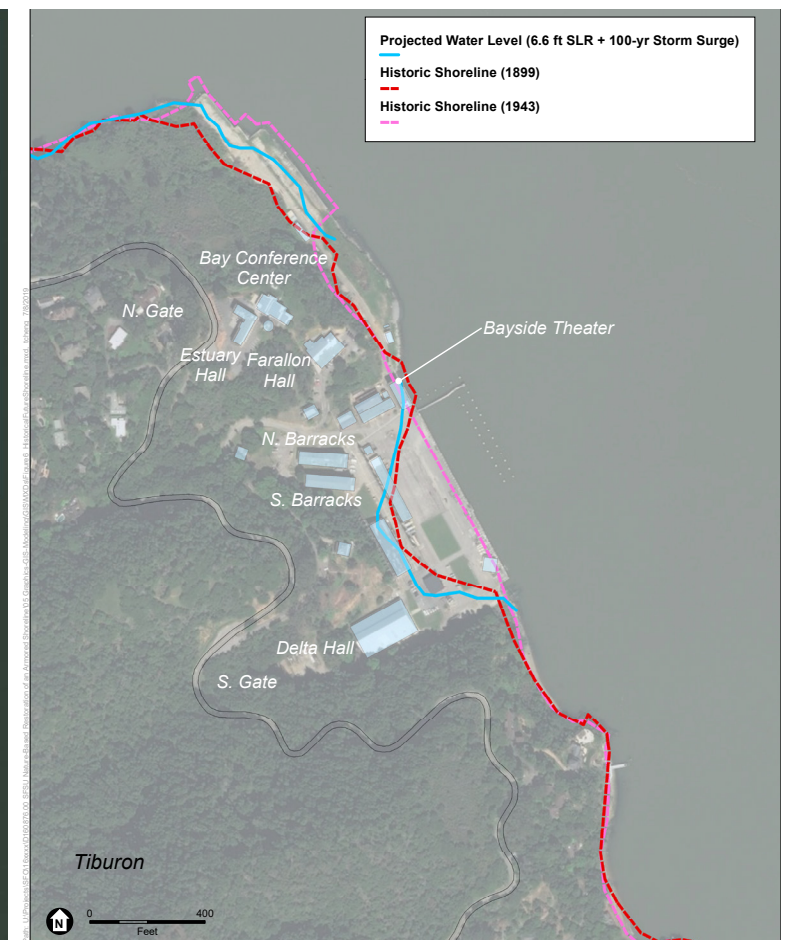 Projected Water Level (6.6 ft SLR + 100-yr Storm Surge)
Historic Shoreline (1899)
Historic Shoreline (1943)
Bay Conference
Center
N. Gate
Bayside Theater
Estuary
Hall
Farallon
Hall
N. Barracks
S. Barracks
Delta Hall
S. Gate
Tiburon
N
0
400
Feet